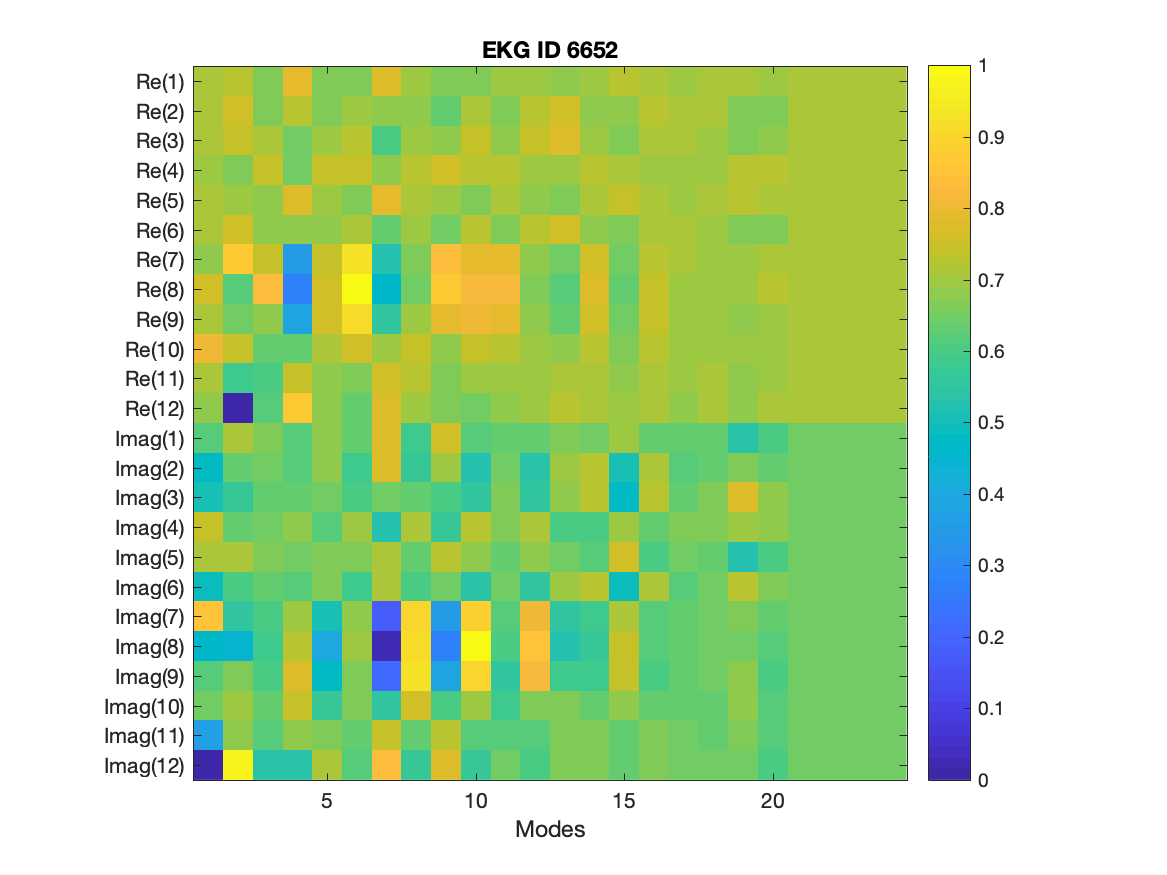 EKG ID 6652
Re(1)
Re(2)
Re(3)
Re(4)
Re(5)
Re(6)
Re(7)
Re(8)
Re(9)
Re(10)
Re(11)
Re(12)
Imag(1)
Imag(2)
Imag(3)
Imag(4)
Imag(5)
Imag(6)
Imag(7)
Imag(8)
Imag(9)
Imag(10)
Imag(11)
Imag(12)
5 10 15 20
Modes
1
0.9
0.8
0.7
0.6
0.5
0.4
0.3
0.2
0.1
0